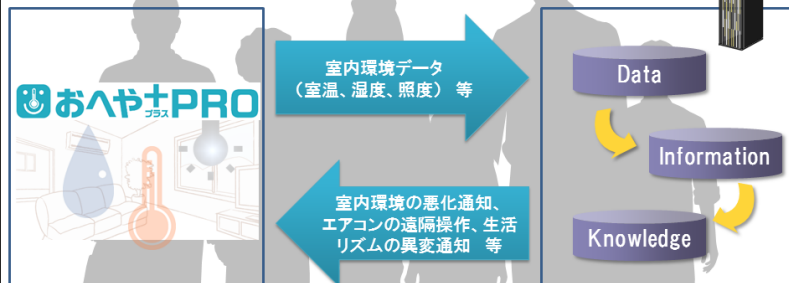 おへや+PRO
プラス
室内環境データ
（室温、湿度、照度） 等
室内環境の悪化通知、
エアコンの遠隔操作、生活
リズムの異変通知 等
Data
Information
Knowledge